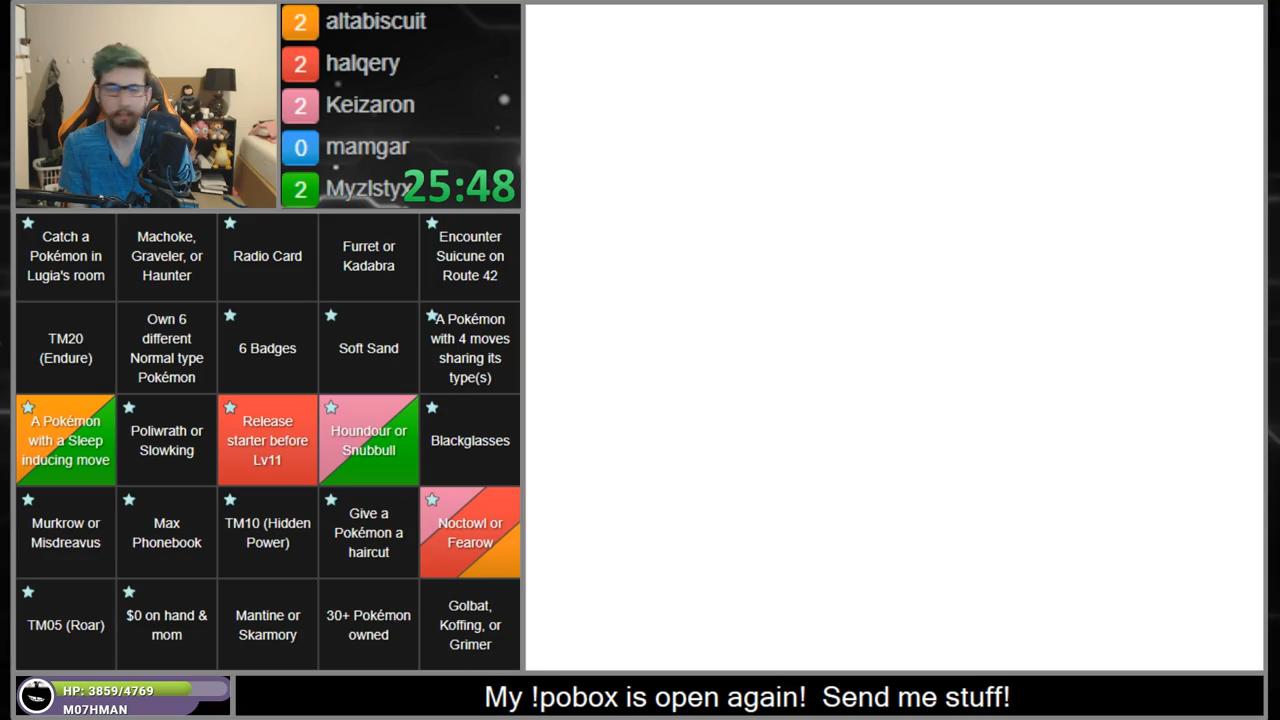 2 altabiscuit
2 halqery
2 Keizaron
0 mamgar
2 MyzIstyx
25:48
Catch a
Pokémon in
Lugia's room
Machoke,
Graveler, or
Haunter
Radio Card
Furret or
Kadabra
Encounter
Suicune on
Route 42
TM20
(Endure)
Own 6
different
Normal type
Pokémon
6 Badges
Soft Sand
A Pokémon
with 4 moves
sharing its
type(s)
A Pokémon
with a Sleep
inducing move
Poliwrath or
Slowking
Release
starter before
Lv11
Houndour or
Snubbull
Blackglasses
Murkrow or
Misdreavus
Max
Phonebook
TM10 (Hidden
Power)
Give a
Pokémon a
haircut
Noctowl or
Fearow
TM05 (Roar)
$0 on hand &
mom
Mantine or
Skarmory
30+ Pokémon
owned
Golbat,
Koffing, or
Grimer
HP: 3859/4769
M07HMAN
My !pobox is open again! Send me stuff!